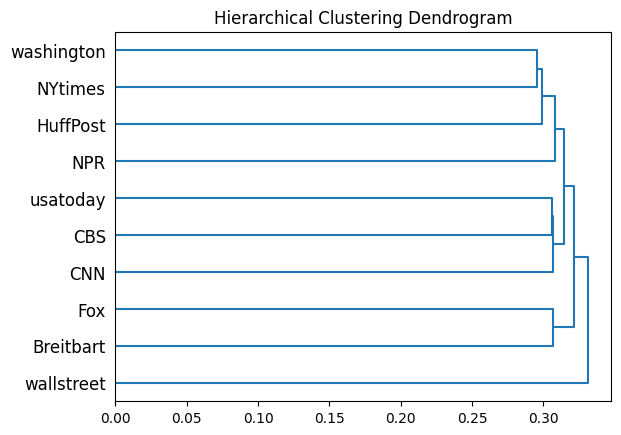 Hierarchical Clustering Dendrogram
washington
NYtimes
HuffPost
NPR
usatoday
CBS
CNN
Fox
Breitbart
wallstreet
0.00 0.05 0.10 0.15 0.20 0.25 0.30